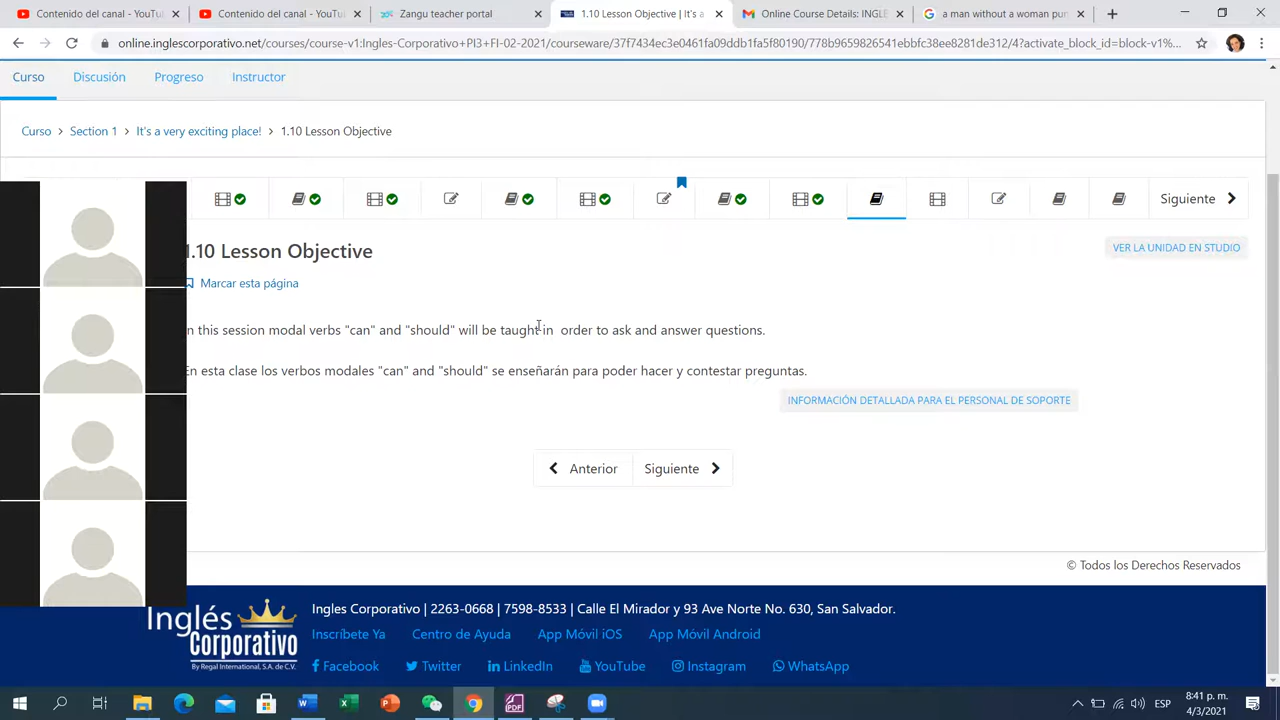 Contenido del canal - YouTu
Contenido del canal - YouTu
Zangu teacher portal
1.10 Lesson Objective | It's a
Online Course Details: INGLE
a man without a woman pun
online.inglescorporativo.net/courses/course-v1:Ingles-Corporativo+PI3+FI-02-2021/courseware/37f7434ec3e0461fa09ddb1fa5f80190/778b9659826541ebbfc38ee8281de312/4?activate_block_id=block-v1%...
Curso
Discusión
Progreso
Instructor
Curso > Section 1 > It's a very exciting place! > 1.10 Lesson Objective
Siguiente
1.10 Lesson Objective
VER LA UNIDAD EN STUDIO
Marcar esta página
n this session modal verbs "can" and "should" will be taught in order to ask and answer questions.
En esta clase los verbos modales "can" and "should" se enseñarán para poder hacer y contestar preguntas.
INFORMACIÓN DETALLADA PARA EL PERSONAL DE SOPORTE
Anterior
Siguiente
© Todos los Derechos Reservados
Inglés Corporativo
By Regal International, S.A. de C.V.
Ingles Corporativo | 2263-0668 | 7598-8533 | Calle El Mirador y 93 Ave Norte No. 630, San Salvador.
Inscríbete Ya
Centro de Ayuda
App Móvil iOS
App Móvil Android
Facebook
Twitter
LinkedIn
YouTube
Instagram
WhatsApp
ESP
8:41 p. m.
4/3/2021